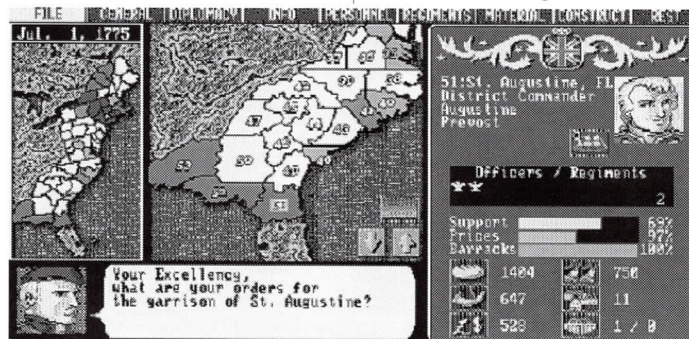 FILE GENERAL DIPLOMACY INFO PERSONNEL REGIMENTS MATERIAL CONSTRUCT REST
Jul. 1, 1775
51:St. Augustine, FL
District Commander
Augustine
Prevost
Officers / Regiments
2
Support 69%
Prices 97%
Barracks 100%
1404 750
647 11
528 1 / 0
Your Excellency,
what are your orders for
the garrison of St. Augustine?